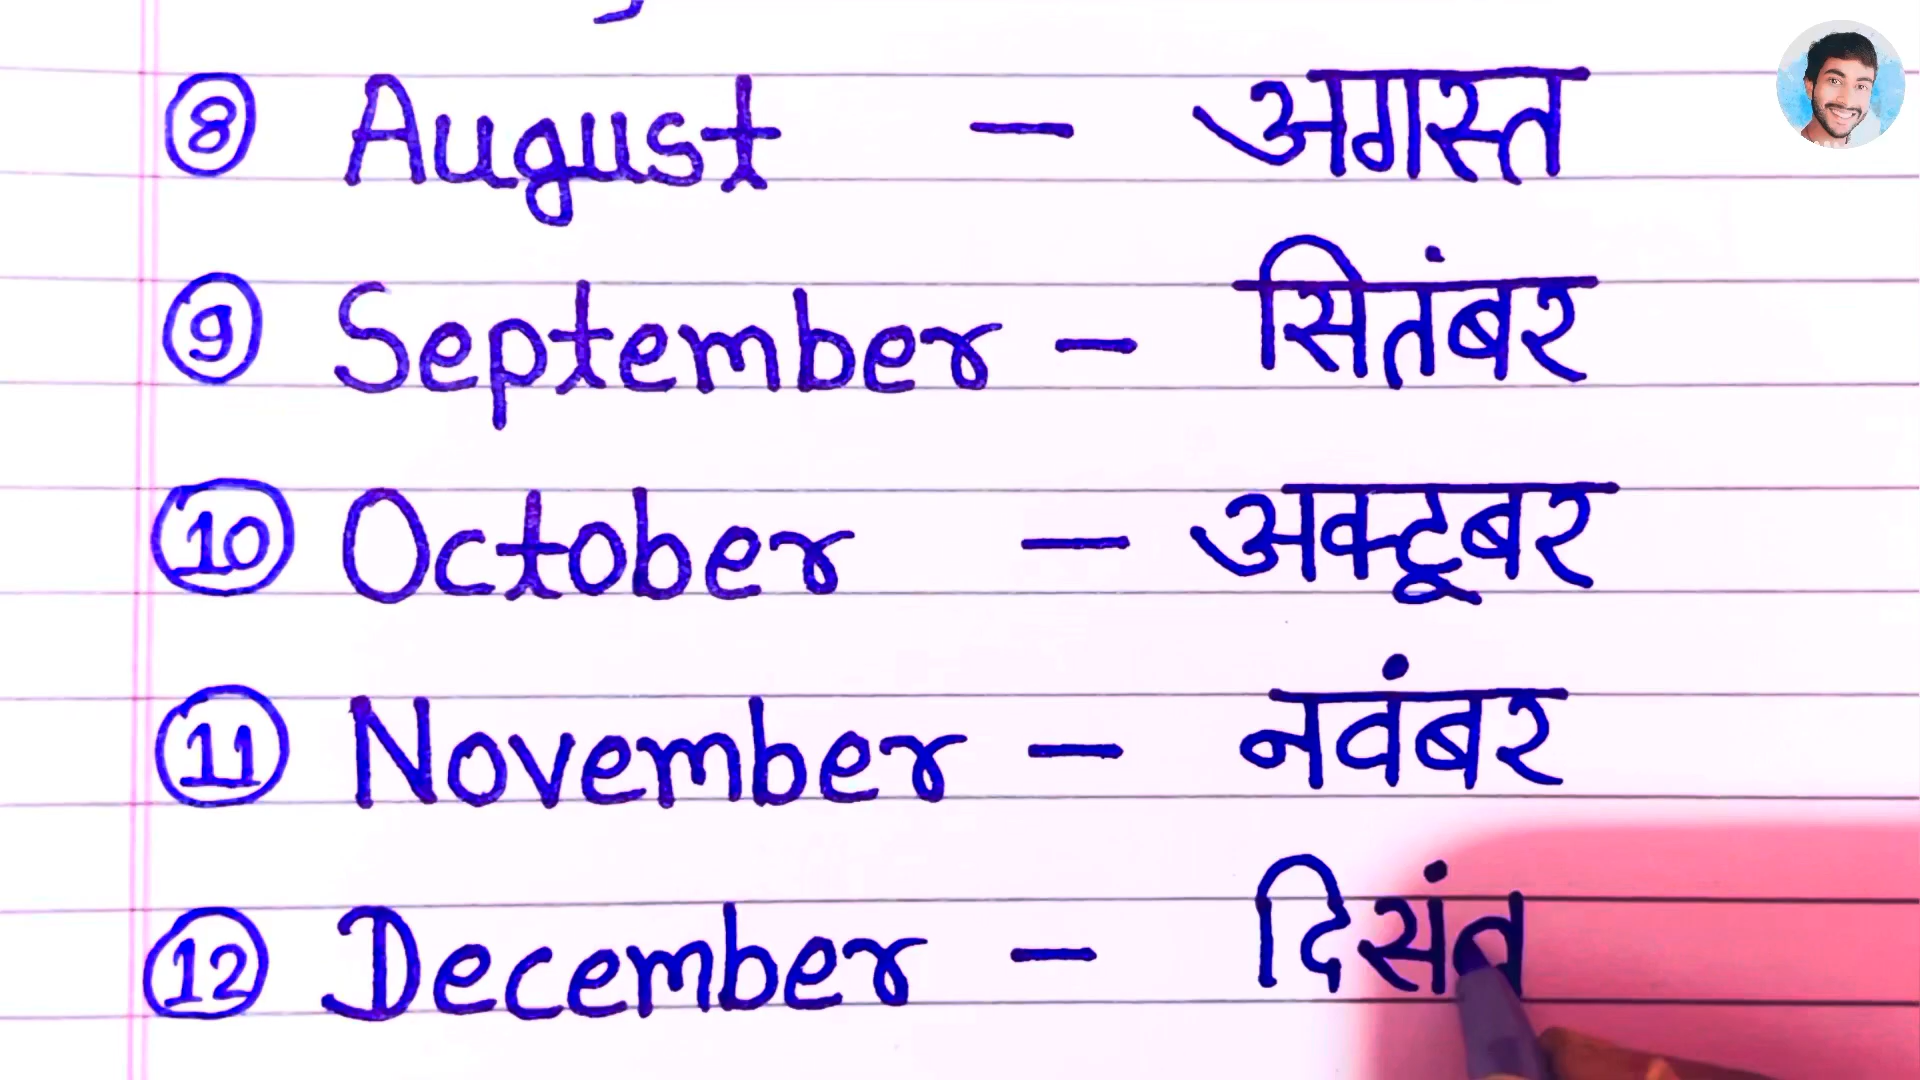 8 August – अगस्त
9 September – सितंबर
10 October – अक्टूबर
11 November – नवंबर
12 December –